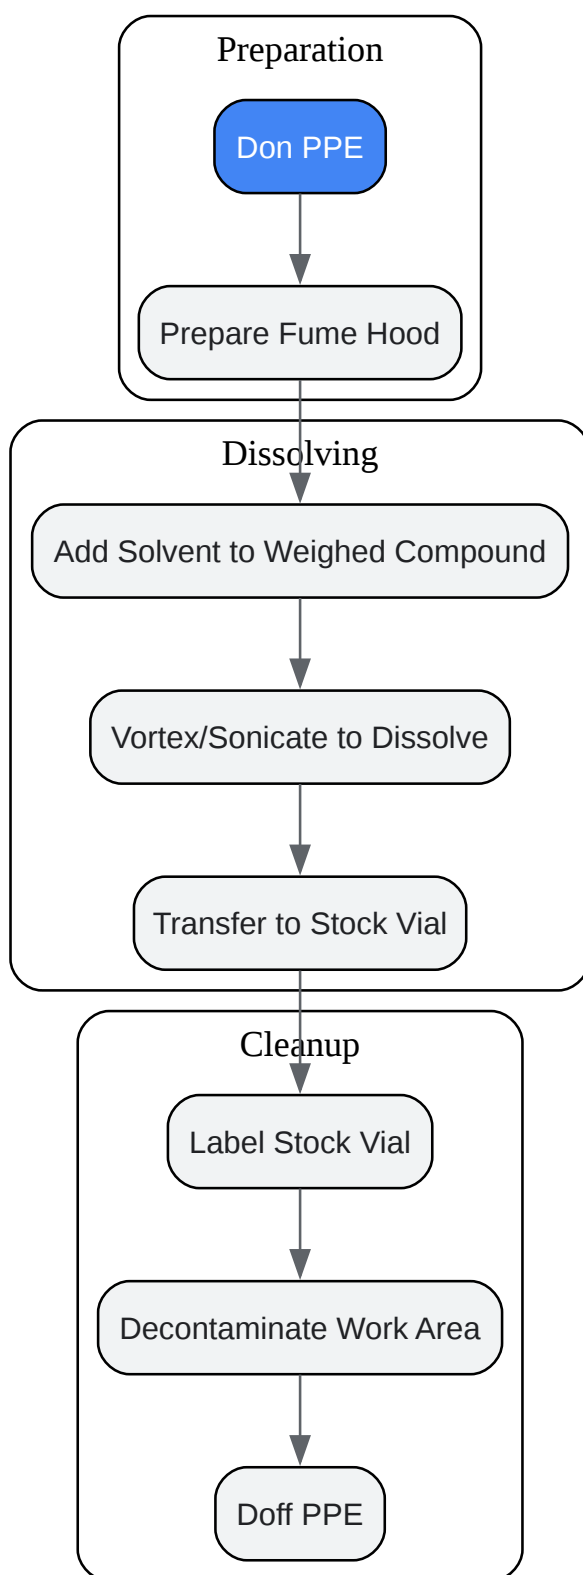 Preparation
Don PPE
Prepare Fume Hood
Dissolving
Add Solvent to Weighed Compound
Vortex/Sonicate to Dissolve
Transfer to Stock Vial
Cleanup
Label Stock Vial
Decontaminate Work Area
Doff PPE